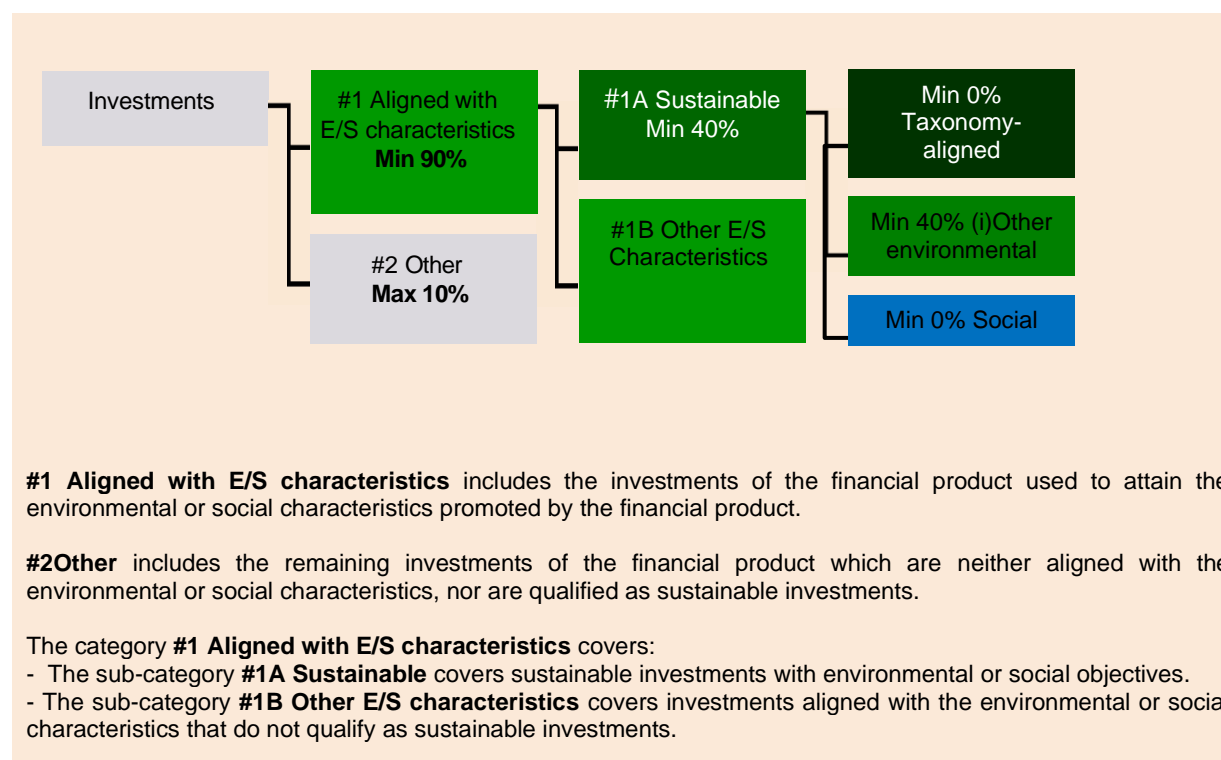 Investments
#1 Aligned with
E/S characteristics
Min 90%
#2 Other
Max 10%
#1A Sustainable
Min 40%
#1B Other E/S
Characteristics
Min 0%
Taxonomy-
aligned
Min 40% (i)Other
environmental
Min 0% Social
#1 Aligned with E/S characteristics includes the investments of the financial product used to attain the
environmental or social characteristics promoted by the financial product.
#2Other includes the remaining investments of the financial product which are neither aligned with the
environmental or social characteristics, nor are qualified as sustainable investments.
The category #1 Aligned with E/S characteristics covers:
- The sub-category #1A Sustainable covers sustainable investments with environmental or social objectives.
- The sub-category #1B Other E/S characteristics covers investments aligned with the environmental or social
characteristics that do not qualify as sustainable investments.